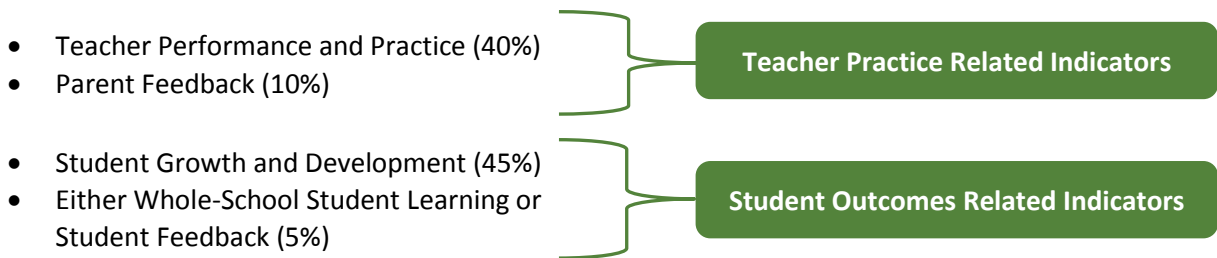 • Teacher Performance and Practice (40%)
• Parent Feedback (10%)
Teacher Practice Related Indicators
• Student Growth and Development (45%)
• Either Whole-School Student Learning or
Student Feedback (5%)
Student Outcomes Related Indicators